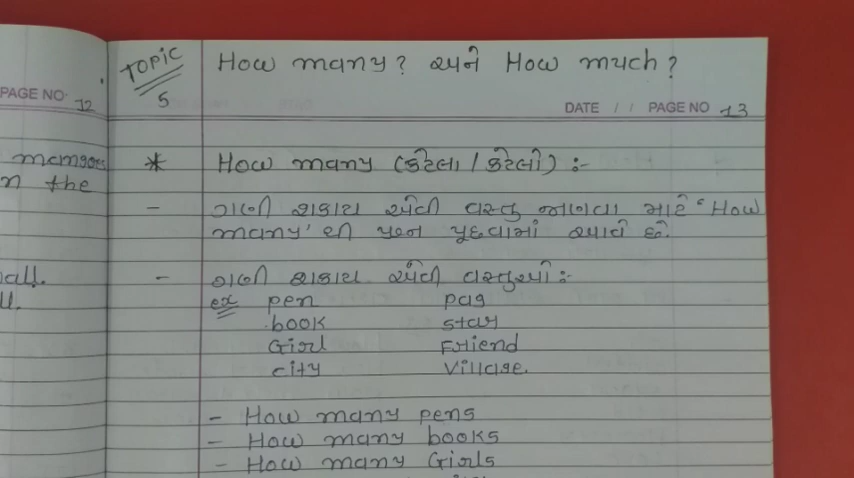 TOPIC 5
How many? અને How much?
PAGE NO. 12
DATE / / PAGE NO 13
* How many (કેટલા / કેટલી) :-
n the
- ગણી શકાય એવી વસ્તુ જાણવા માટે 'How
many' થી પ્રશ્ન પૂછવામાં આવે છે.
all.
- ગણી શકાય એવી વસ્તુઓ :-
ex pen pag
book star
Girl Friend
city Village.
- How many pens
- How many books
- How many Girls